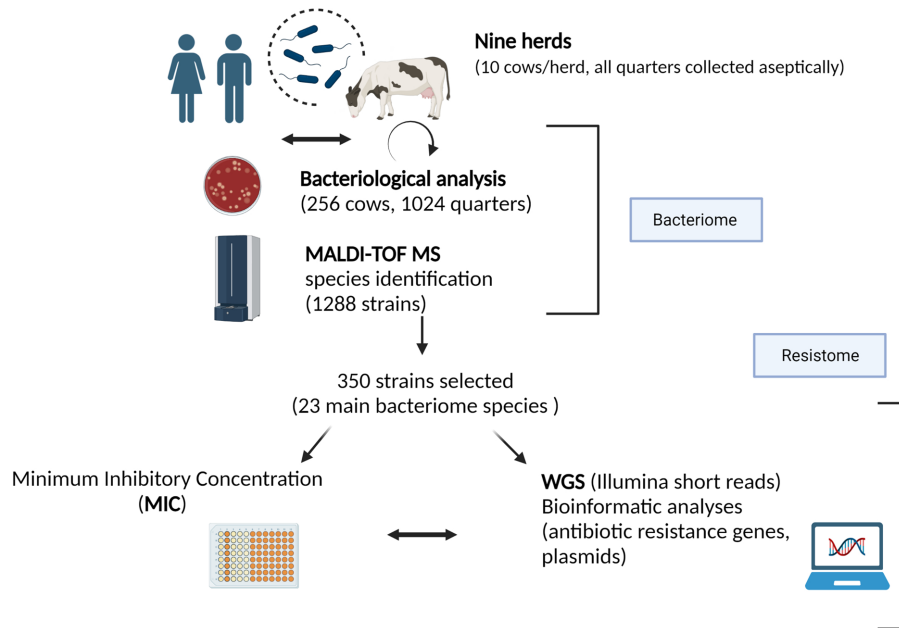 Nine herds
(10 cows/herd, all quarters collected aseptically)
Bacteriological analysis
(256 cows, 1024 quarters)
Bacteriome
MALDI-TOF MS
species identification
(1288 strains)
Resistome
350 strains selected
(23 main bacteriome species )
Minimum Inhibitory Concentration
(MIC)
WGS (Illumina short reads)
Bioinformatic analyses
(antibiotic resistance genes,
plasmids)